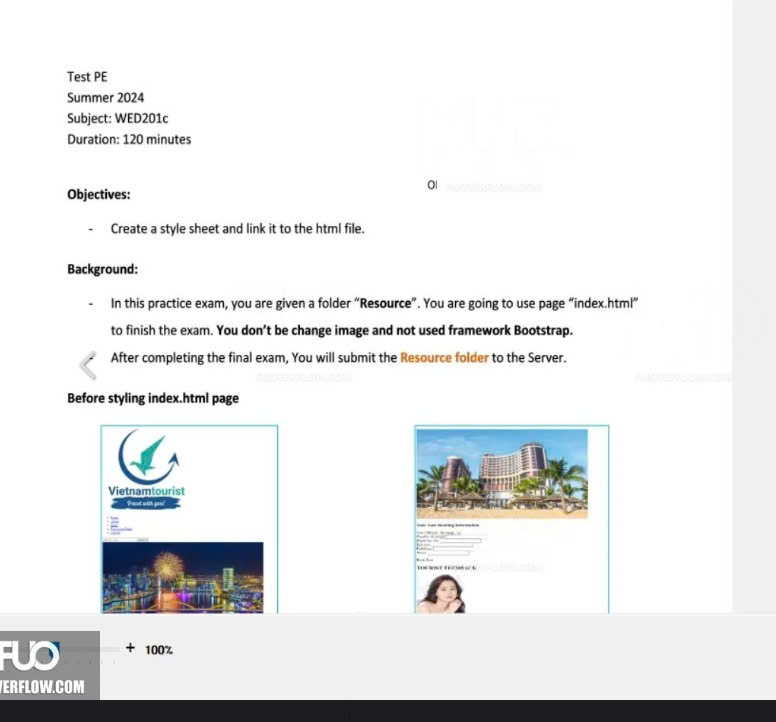 Test PE
Summer 2024
Subject: WED201c
Duration: 120 minutes
Objectives:
- Create a style sheet and link it to the html file.
Background:
- In this practice exam, you are given a folder “Resource”. You are going to use page “index.html”
to finish the exam. You don’t be change image and not used framework Bootstrap.
- After completing the final exam, You will submit the Resource folder to the Server.
Before styling index.html page
Vietnamtourist
Travel with you!
TOURIST FEEDBACK
+ 100%
FUO
VERFLOW.COM